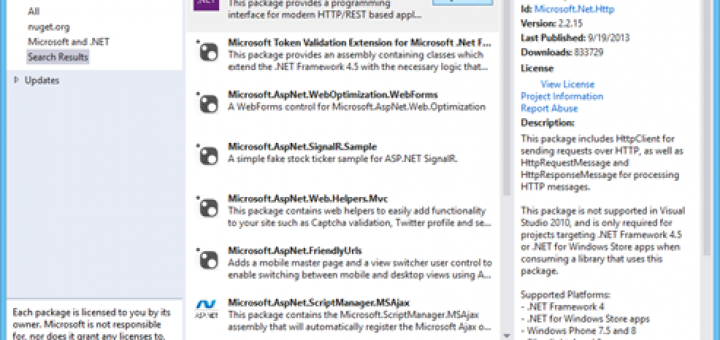 All
nuget.org
Microsoft and .NET
Search Results
Updates
Each package is licensed to you by its
owner. Microsoft is not responsible
for, nor does it grant any licenses to,
.NET
This package provides a programming
interface for modern HTTP/REST based appl...
Microsoft Token Validation Extension for Microsoft .Net F...
This package provides an assembly containing classes which
extend the .NET Framework 4.5 with the necessary logic that...
Microsoft.AspNet.WebOptimization.WebForms
A WebForms control for Microsoft.AspNet.Web.Optimization
Microsoft.AspNet.SignalR.Sample
A simple fake stock ticker sample for ASP.NET SignalR.
Microsoft.AspNet.Web.Helpers.Mvc
This package contains web helpers to easily add functionality
to your site such as Captcha validation, Twitter profile and se...
Microsoft.AspNet.FriendlyUrls
Adds a mobile master page and a view switcher user control to
enable switching between mobile and desktop views using A...
ASP.NET
Microsoft.AspNet.ScriptManager.MSAjax
This package contains the Microsoft.ScriptManager.MSAjax
assembly that will automatically register the Microsoft Ajax o...
Id: Microsoft.Net.Http
Version: 2.2.15
Last Published: 9/19/2013
Downloads: 833729
License
View License
Project Information
Report Abuse
Description:
This package includes HttpClient for
sending requests over HTTP, as well as
HttpRequestMessage and
HttpResponseMessage for processing
HTTP messages.
This package is not supported in Visual
Studio 2010, and is only required for
projects targeting .NET Framework 4.5
or .NET for Windows Store apps when
consuming a library that uses this
package.
Supported Platforms:
- .NET Framework 4
- .NET for Windows Store apps
- Windows Phone 7.5 and 8